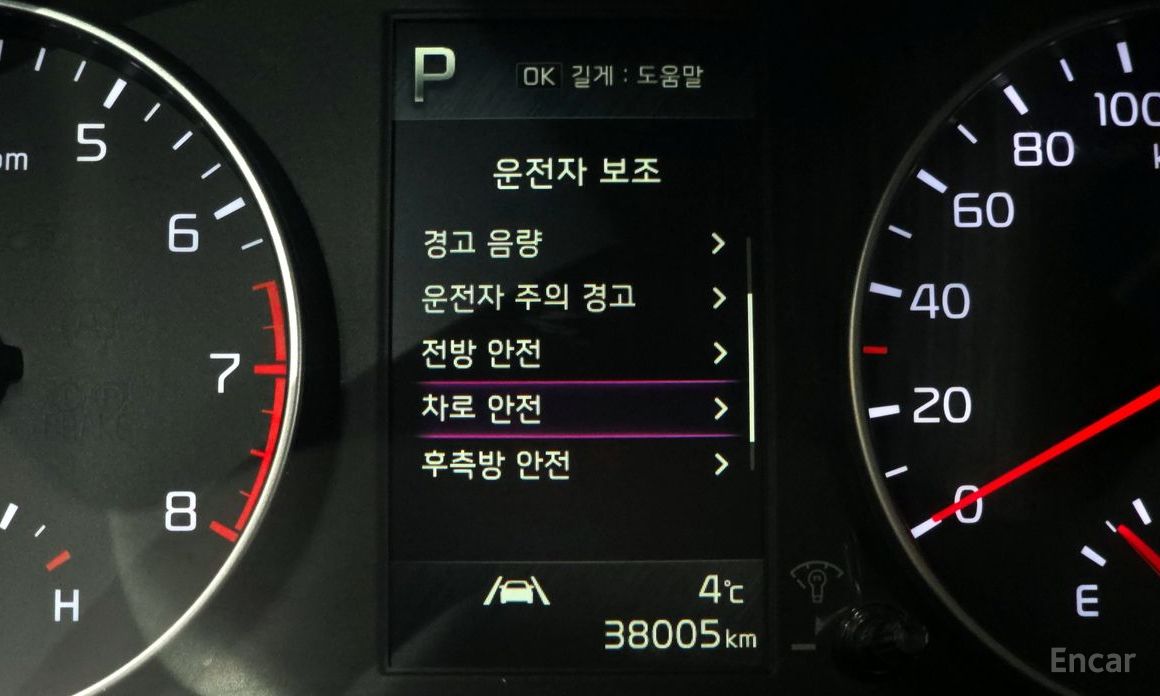 P
OK 길게 : 도움말
운전자 보조
경고 음량
운전자 주의 경고
전방 안전
차로 안전
후측방 안전
4℃
38005km
5
6
7
8
H
100
80
60
40
20
0
E
Encar